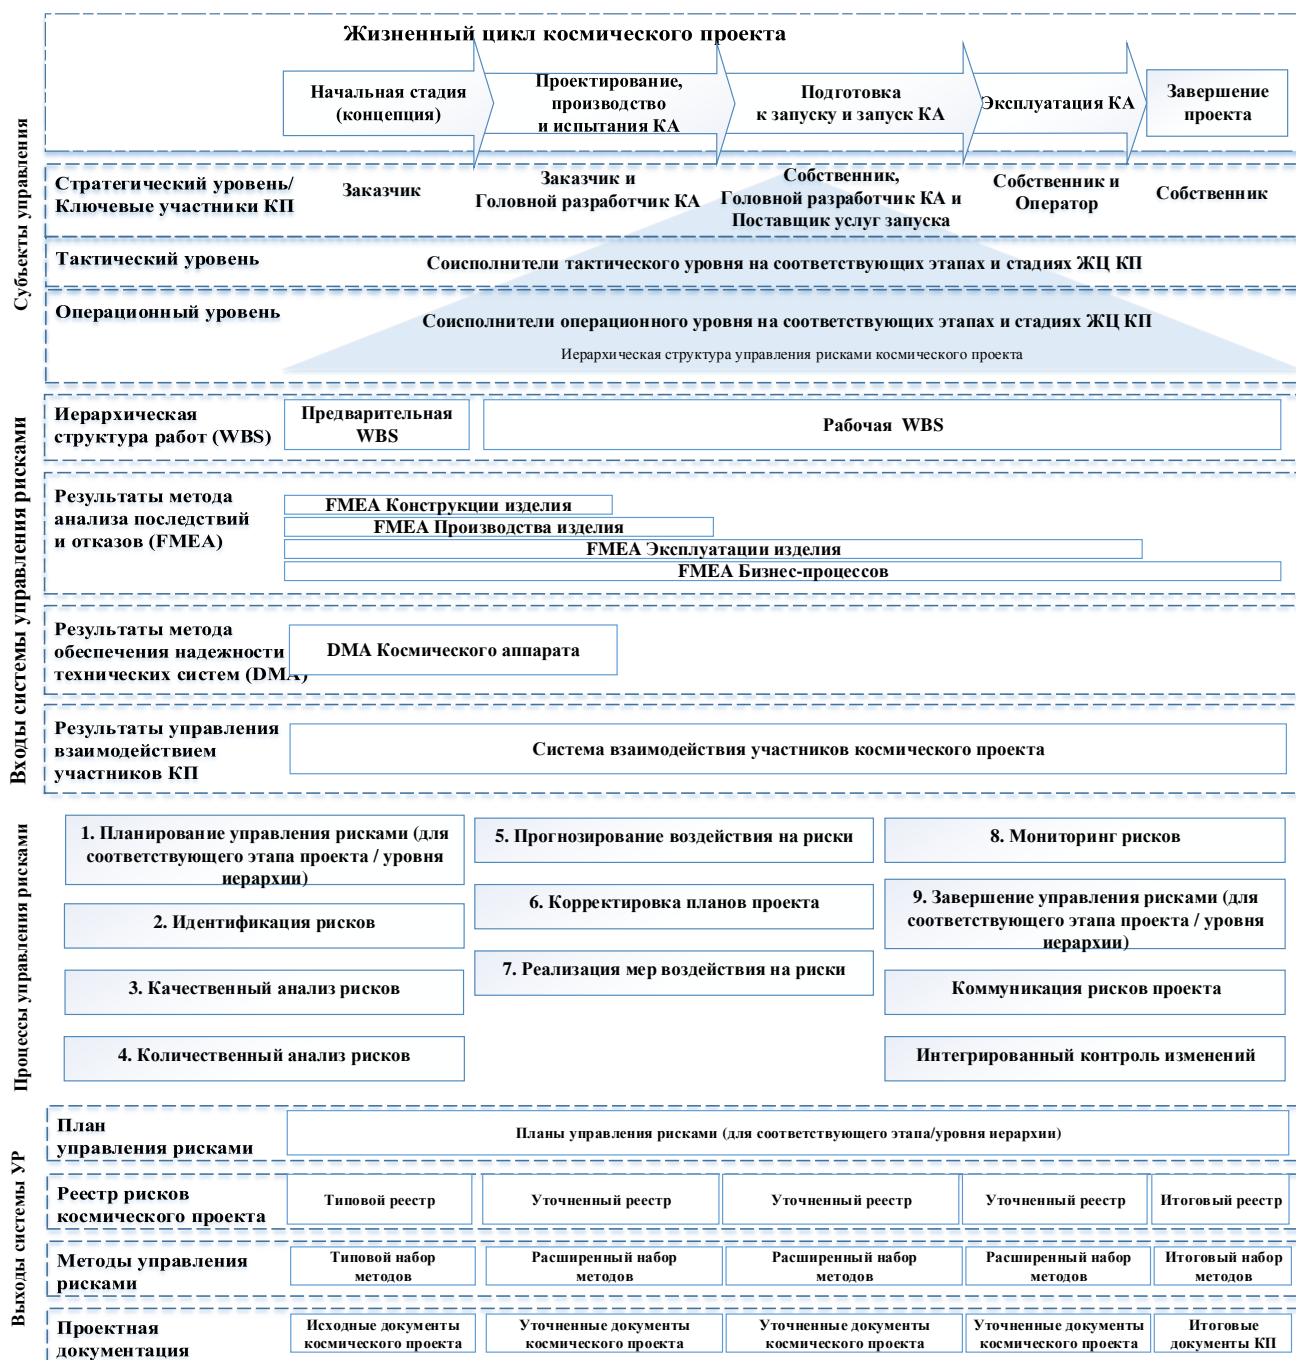 Жизненный цикл космического проекта
Начальная стадия
(концепция)
Проектирование,
производство
и испытания КА
Подготовка
к запуску и запуск КА
Эксплуатация КА
Завершение
проекта
Субъекты управления
Стратегический уровень/
Ключевые участники КП
Заказчик
Заказчик и
Головной разработчик КА
Собственник,
Головной разработчик КА и
Поставщик услуг запуска
Собственник и
Оператор
Собственник
Тактический уровень
Соисполнители тактического уровня на соответствующих этапах и стадиях ЖЦ КП
Операционный уровень
Соисполнители операционного уровня на соответствующих этапах и стадиях ЖЦ КП
Иерархическая структура управления рисками космического проекта
Входы системы управления рисками
Иерархическая
структура работ (WBS)
Предварительная
WBS
Рабочая WBS
Результаты метода
анализа последствий
и отказов (FMEA)
FMEA Конструкции изделия
FMEA Производства изделия
FMEA Эксплуатации изделия
FMEA Бизнес-процессов
Результаты метода
обеспечения надежности
технических систем (DMA)
DMA Космического аппарата
Результаты управления
взаимодействием
участников КП
Система взаимодействия участников космического проекта
Процессы управления рисками
1. Планирование управления рисками (для
соответствующего этапа проекта / уровня
иерархии)
2. Идентификация рисков
3. Качественный анализ рисков
4. Количественный анализ рисков
5. Прогнозирование воздействия на риски
6. Корректировка планов проекта
7. Реализация мер воздействия на риски
8. Мониторинг рисков
9. Завершение управления рисками (для
соответствующего этапа проекта / уровня
иерархии)
Коммуникация рисков проекта
Интегрированный контроль изменений
Выходы системы УР
План
управления рисками
Планы управления рисками (для соответствующего этапа/уровня иерархии)
Реестр рисков
космического проекта
Типовой реестр
Уточненный реестр
Уточненный реестр
Уточненный реестр
Итоговый реестр
Методы управления
рисками
Типовой набор
методов
Расширенный набор
методов
Расширенный набор
методов
Расширенный набор
методов
Итоговый набор
методов
Проектная
документация
Исходные документы
космического проекта
Уточненные документы
космического проекта
Уточненные документы
космического проекта
Уточненные документы
космического проекта
Итоговые
документы КП